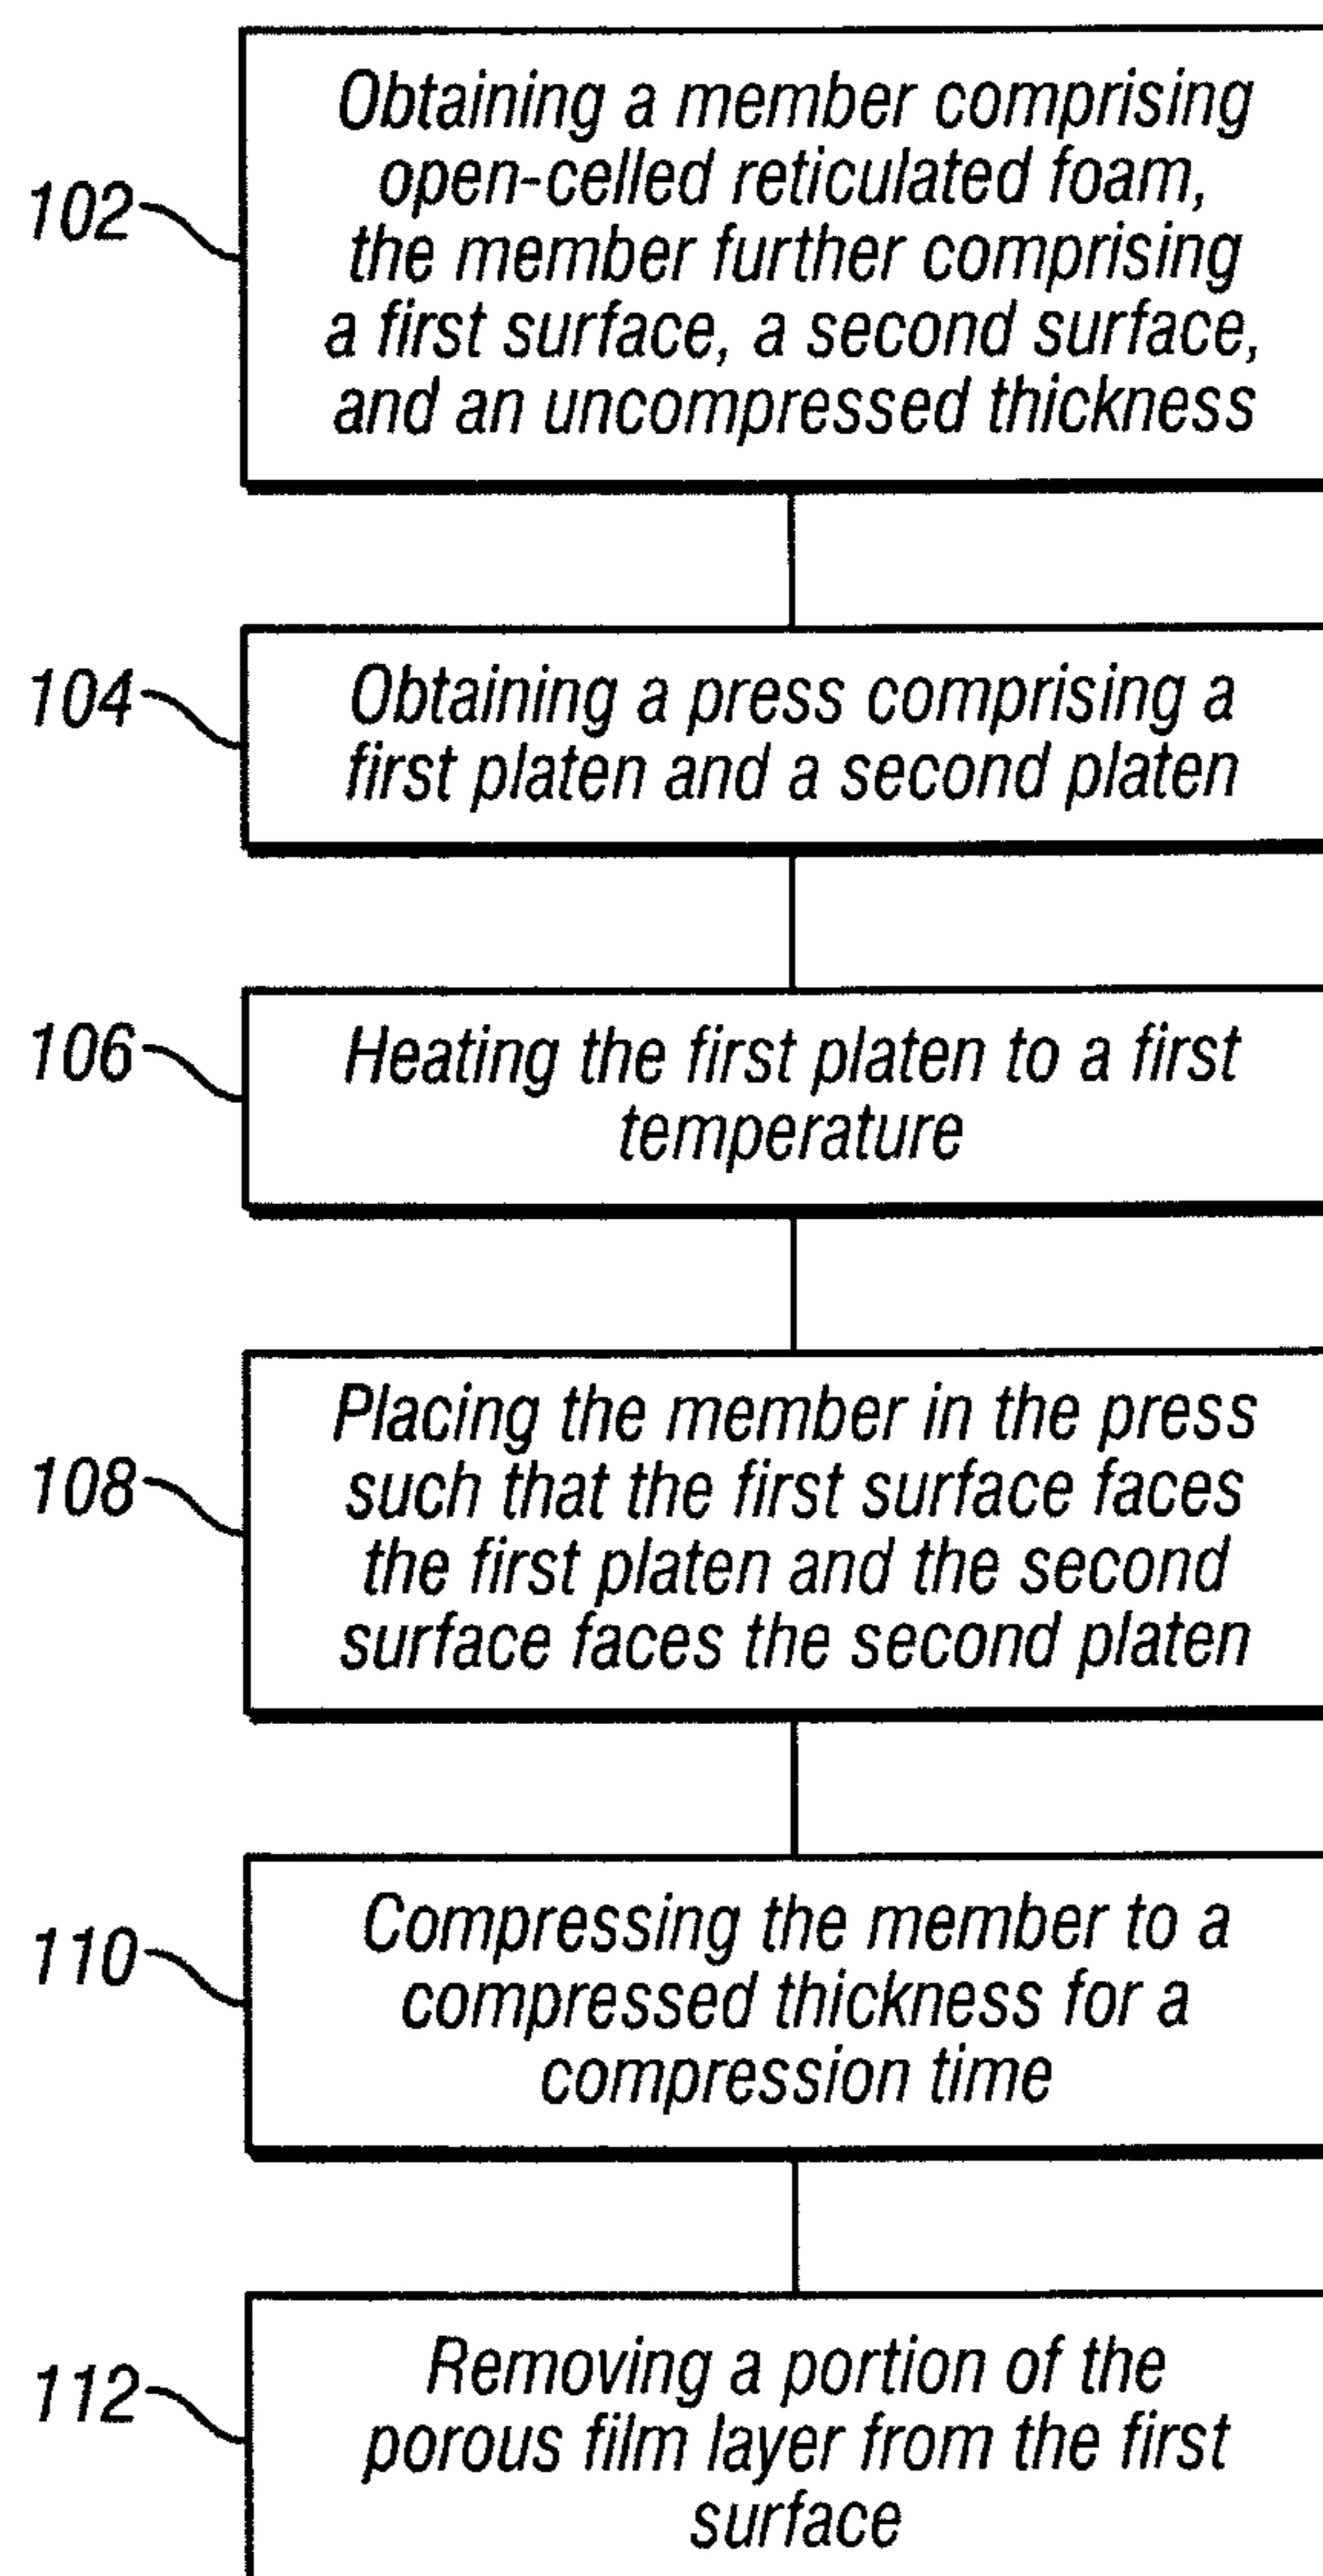 102
Obtaining a member comprising
open-celled reticulated foam,
the member further comprising
a first surface, a second surface,
and an uncompressed thickness
104
Obtaining a press comprising a
first platen and a second platen
106
Heating the first platen to a first
temperature
108
Placing the member in the press
such that the first surface faces
the first platen and the second
surface faces the second platen
110
Compressing the member to a
compressed thickness for a
compression time
112
Removing a portion of the
porous film layer from the first
surface